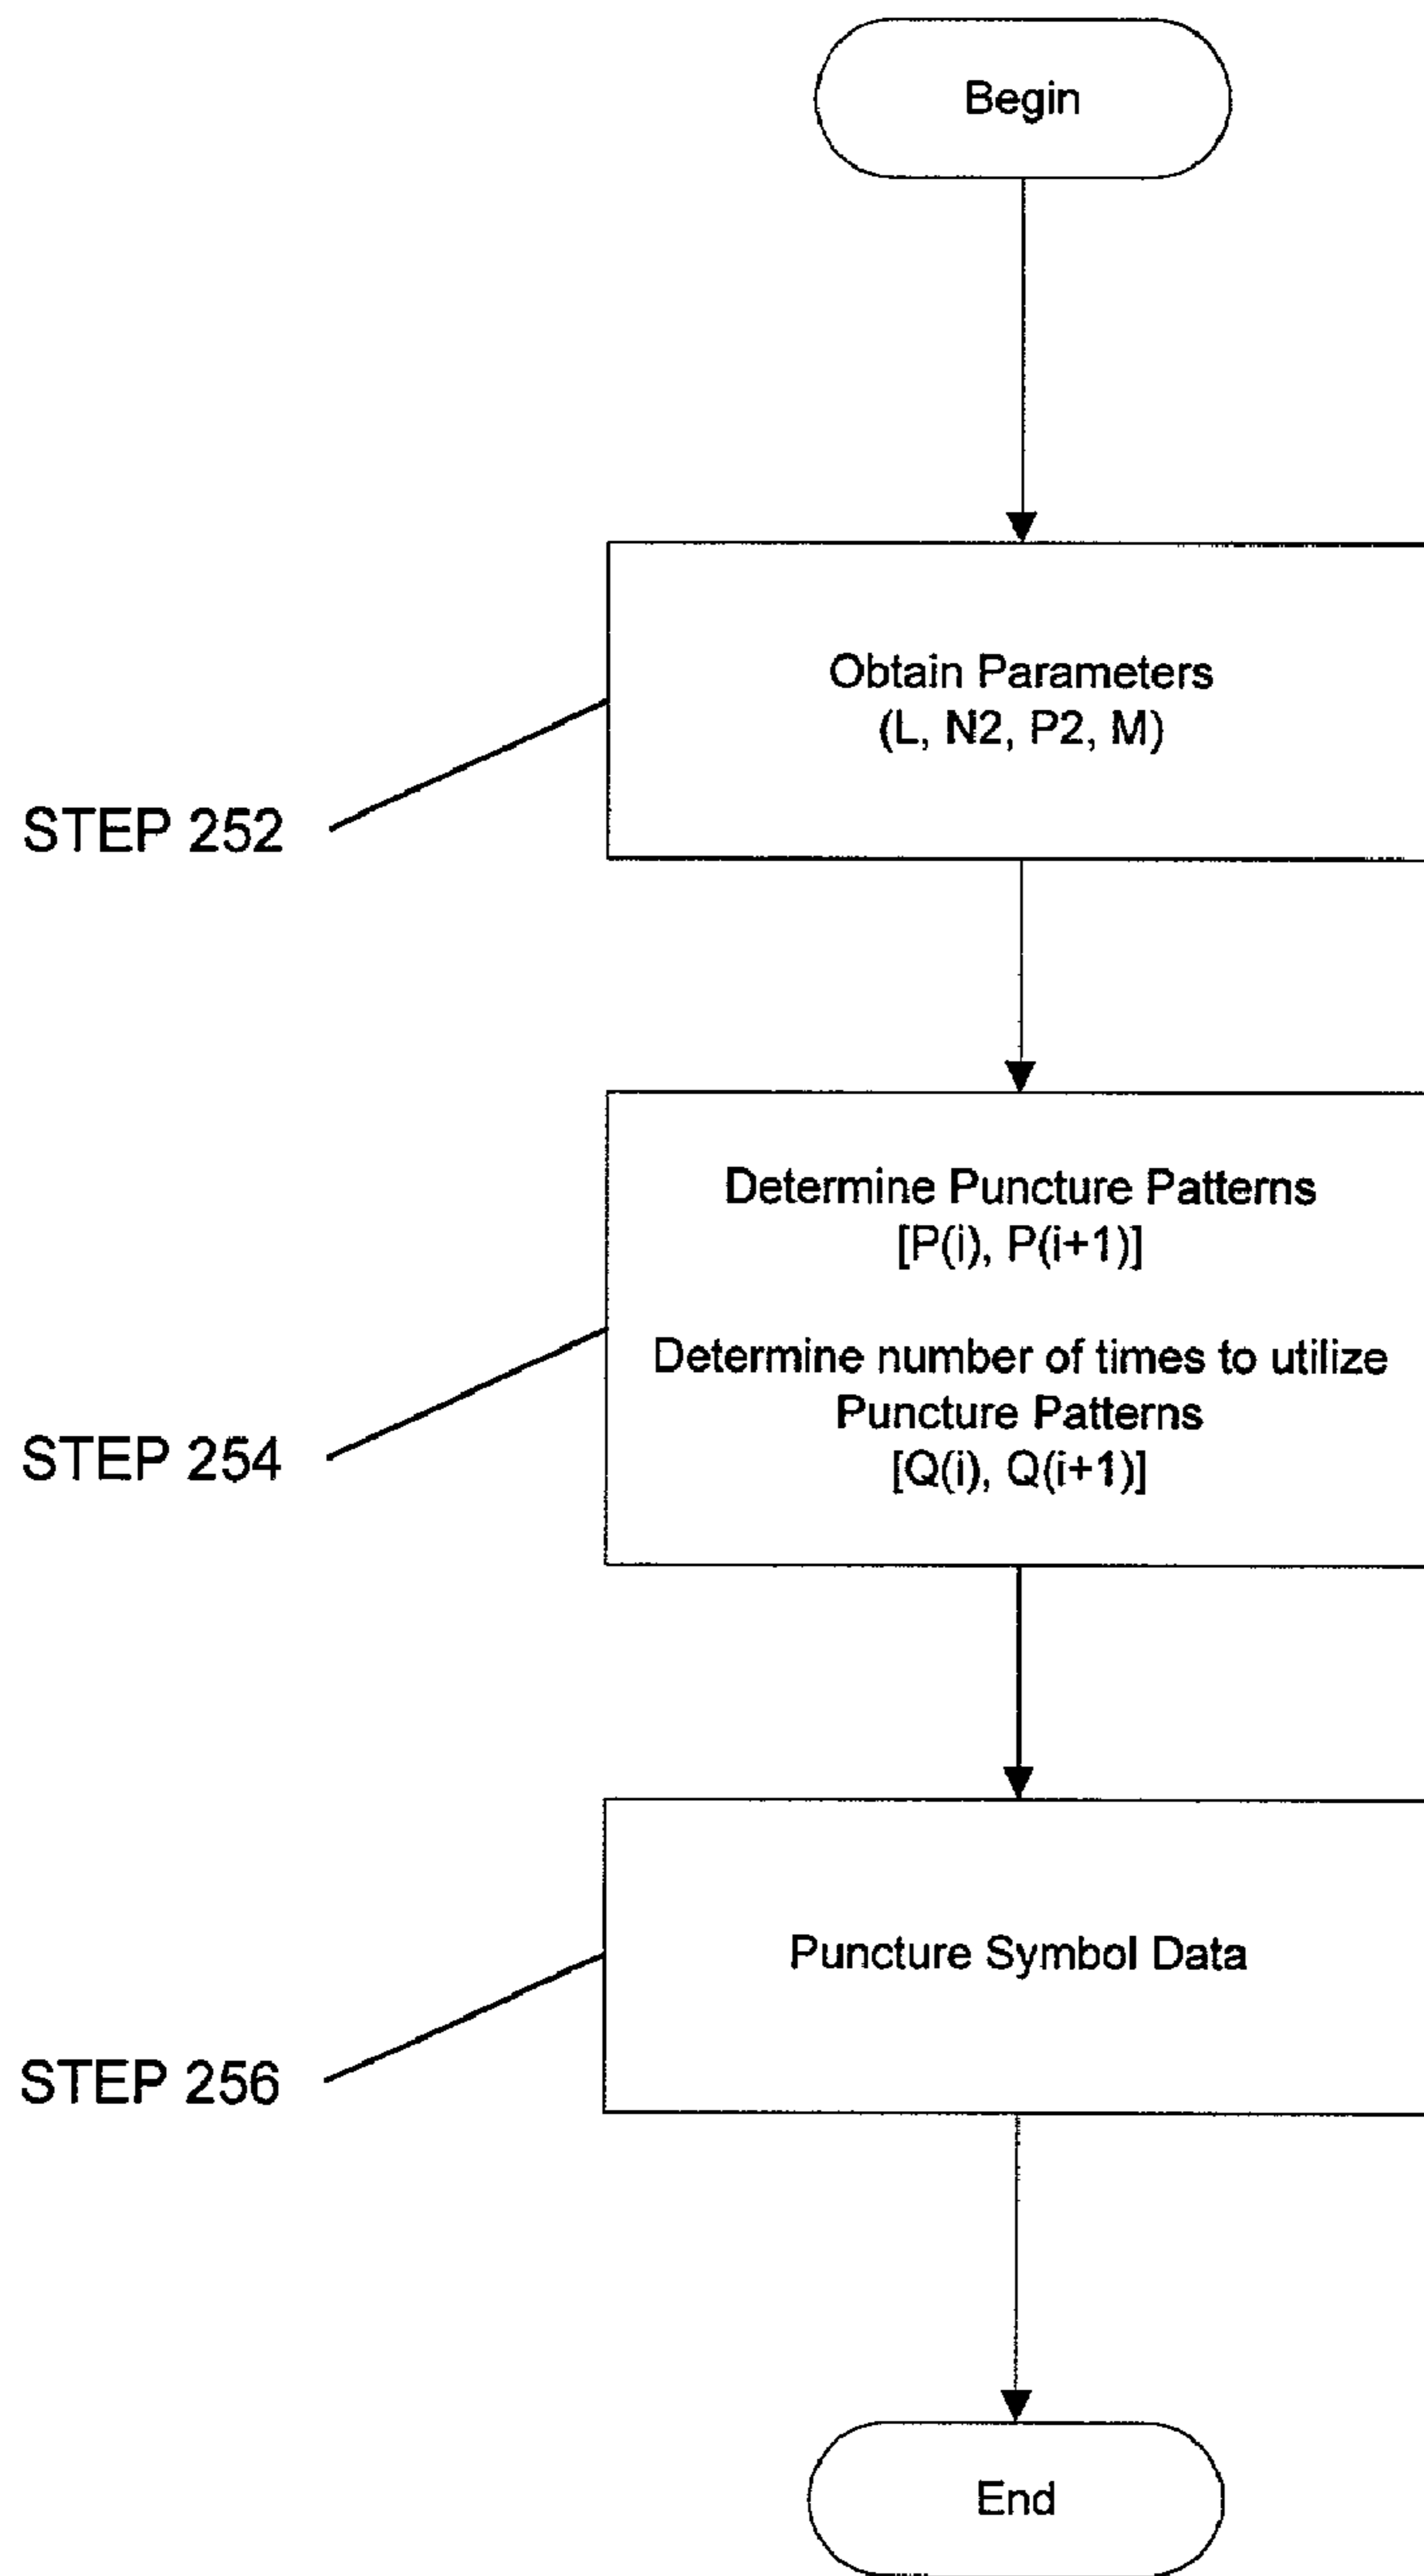 Begin
Obtain Parameters
(L, N2, P2, M)
STEP 252
Determine Puncture Patterns
[P(i), P(i+1)]
Determine number of times to utilize
Puncture Patterns
[Q(i), Q(i+1)]
STEP 254
Puncture Symbol Data
STEP 256
End